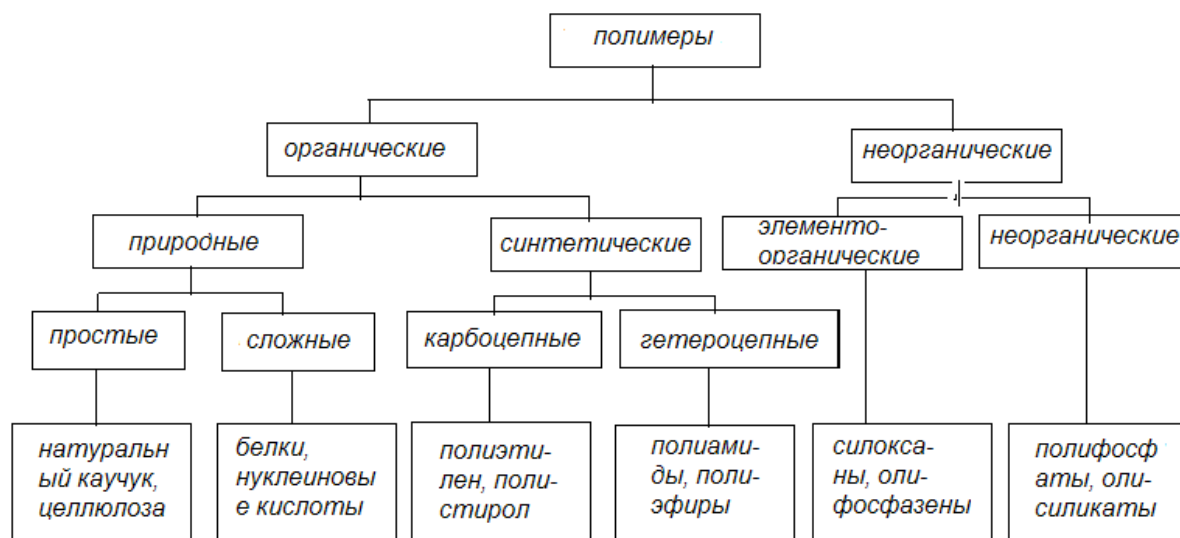 полимеры
органические
неорганические
природные
синтетические
элементо-
органические
неорганические
простые
сложные
карбоцепные
гетероцепные
натуральн
ый каучук,
целлюлоза
белки,
нуклеиновы
е кислоты
полиэти-
лен, поли-
стирол
полиами-
ды, поли-
эфиры
силокса-
ны, оли-
фосфазены
полифосф
аты, оли-
силикаты